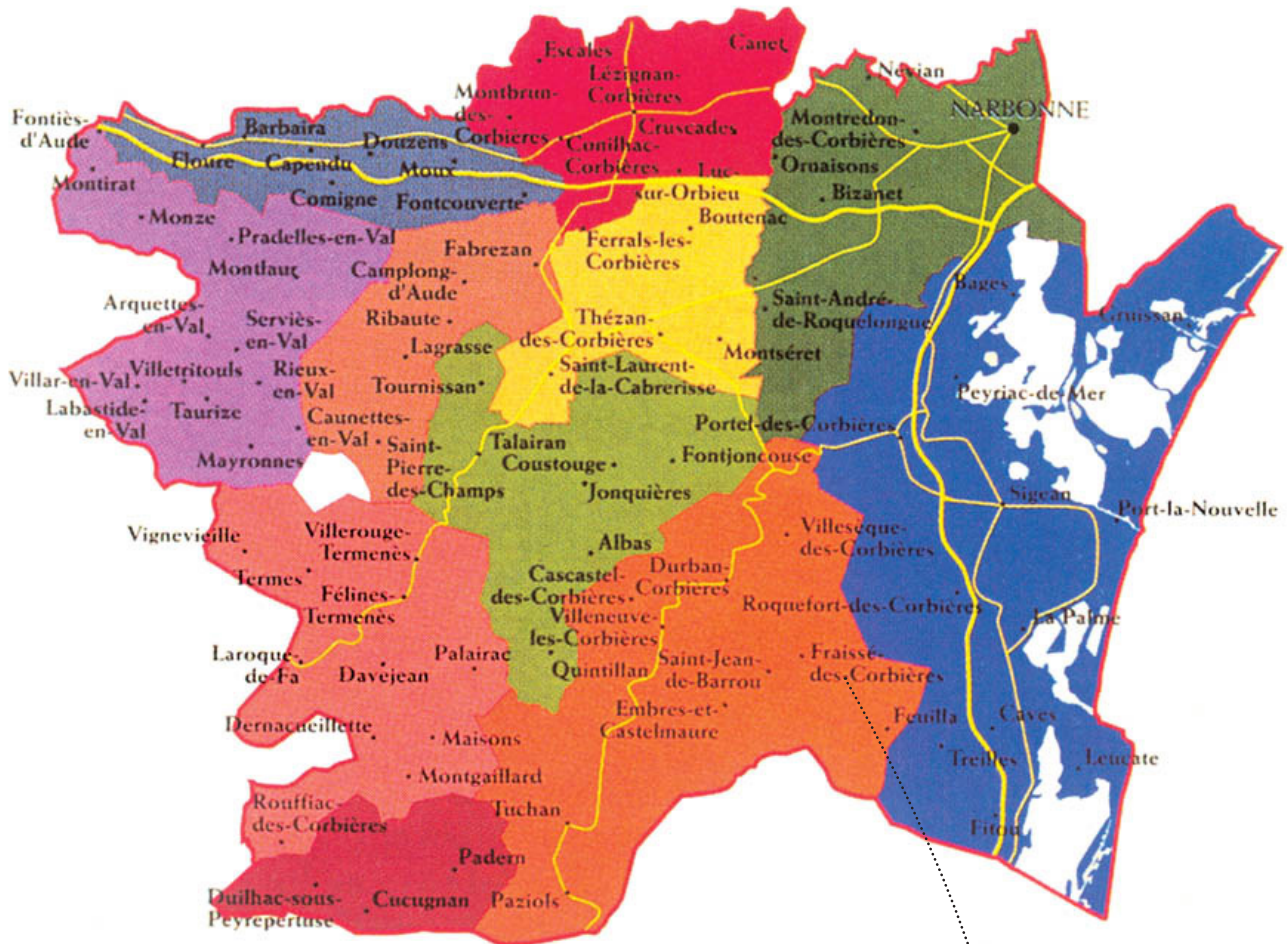 Canet
Escales
Névian
Lézignan-
Corbières
Montbrun-
des-
Corbières
NARBONNE
Fontiès-
d'Aude
Barbaira
Douzens
Cruscades
Montredon-
des-Corbières
Conilhac-
Corbières
Ornaisons
Floure
Capendu
Moux
Luc-
sur-Orbieu
Montirat
Comigne
Fontcouverte
Bizanet
Boutenac
Monze
Pradelles-en-Val
Fabrezan
Ferrals-les-
Corbières
Montlaur
Camplong-
d'Aude
Bages
Arquettes-
en-Val
Serviès-
en-Val
Ribaute
Thézan-
des-Corbières
Saint-André-
de-Roquelongue
Gruissan
Lagrasse
Montséret
Villar-en-Val
Villetritouls
Rieux-
en-Val
Tournissan
Saint-Laurent-
de-la-Cabrerisse
Peyriac-de-Mer
Labastide-
en-Val
Taurize
Caunettes-
en-Val
Portel-des-Corbières
Mayronnes
Saint-
Pierre-
des-Champs
Talairan
Coustouge
Fontjoncouse
Jonquières
Sigean
Port-la-Nouvelle
Vignevieille
Villerouge-
Termenès
Villesèque-
des-Corbières
Albas
Termes
Félines-
Termenès
Cascastel-
des-Corbières
Durban-
Corbières
Roquefort-des-Corbières
Villeneuve-
les-Corbières
La Palme
Laroque-
de-Fa
Davejean
Palairac
Quintillan
Saint-Jean-
de-Barrou
Fraissé-
des-Corbières
Dernacueillette
Maisons
Embres-et-
Castelmaure
Feuilla
Caves
Treilles
Leucate
Montgaillard
Rouffiac-
des-Corbières
Tuchan
Fitou
Padern
Duilhac-sous-
Peyrepertuse
Cucugnan
Paziols